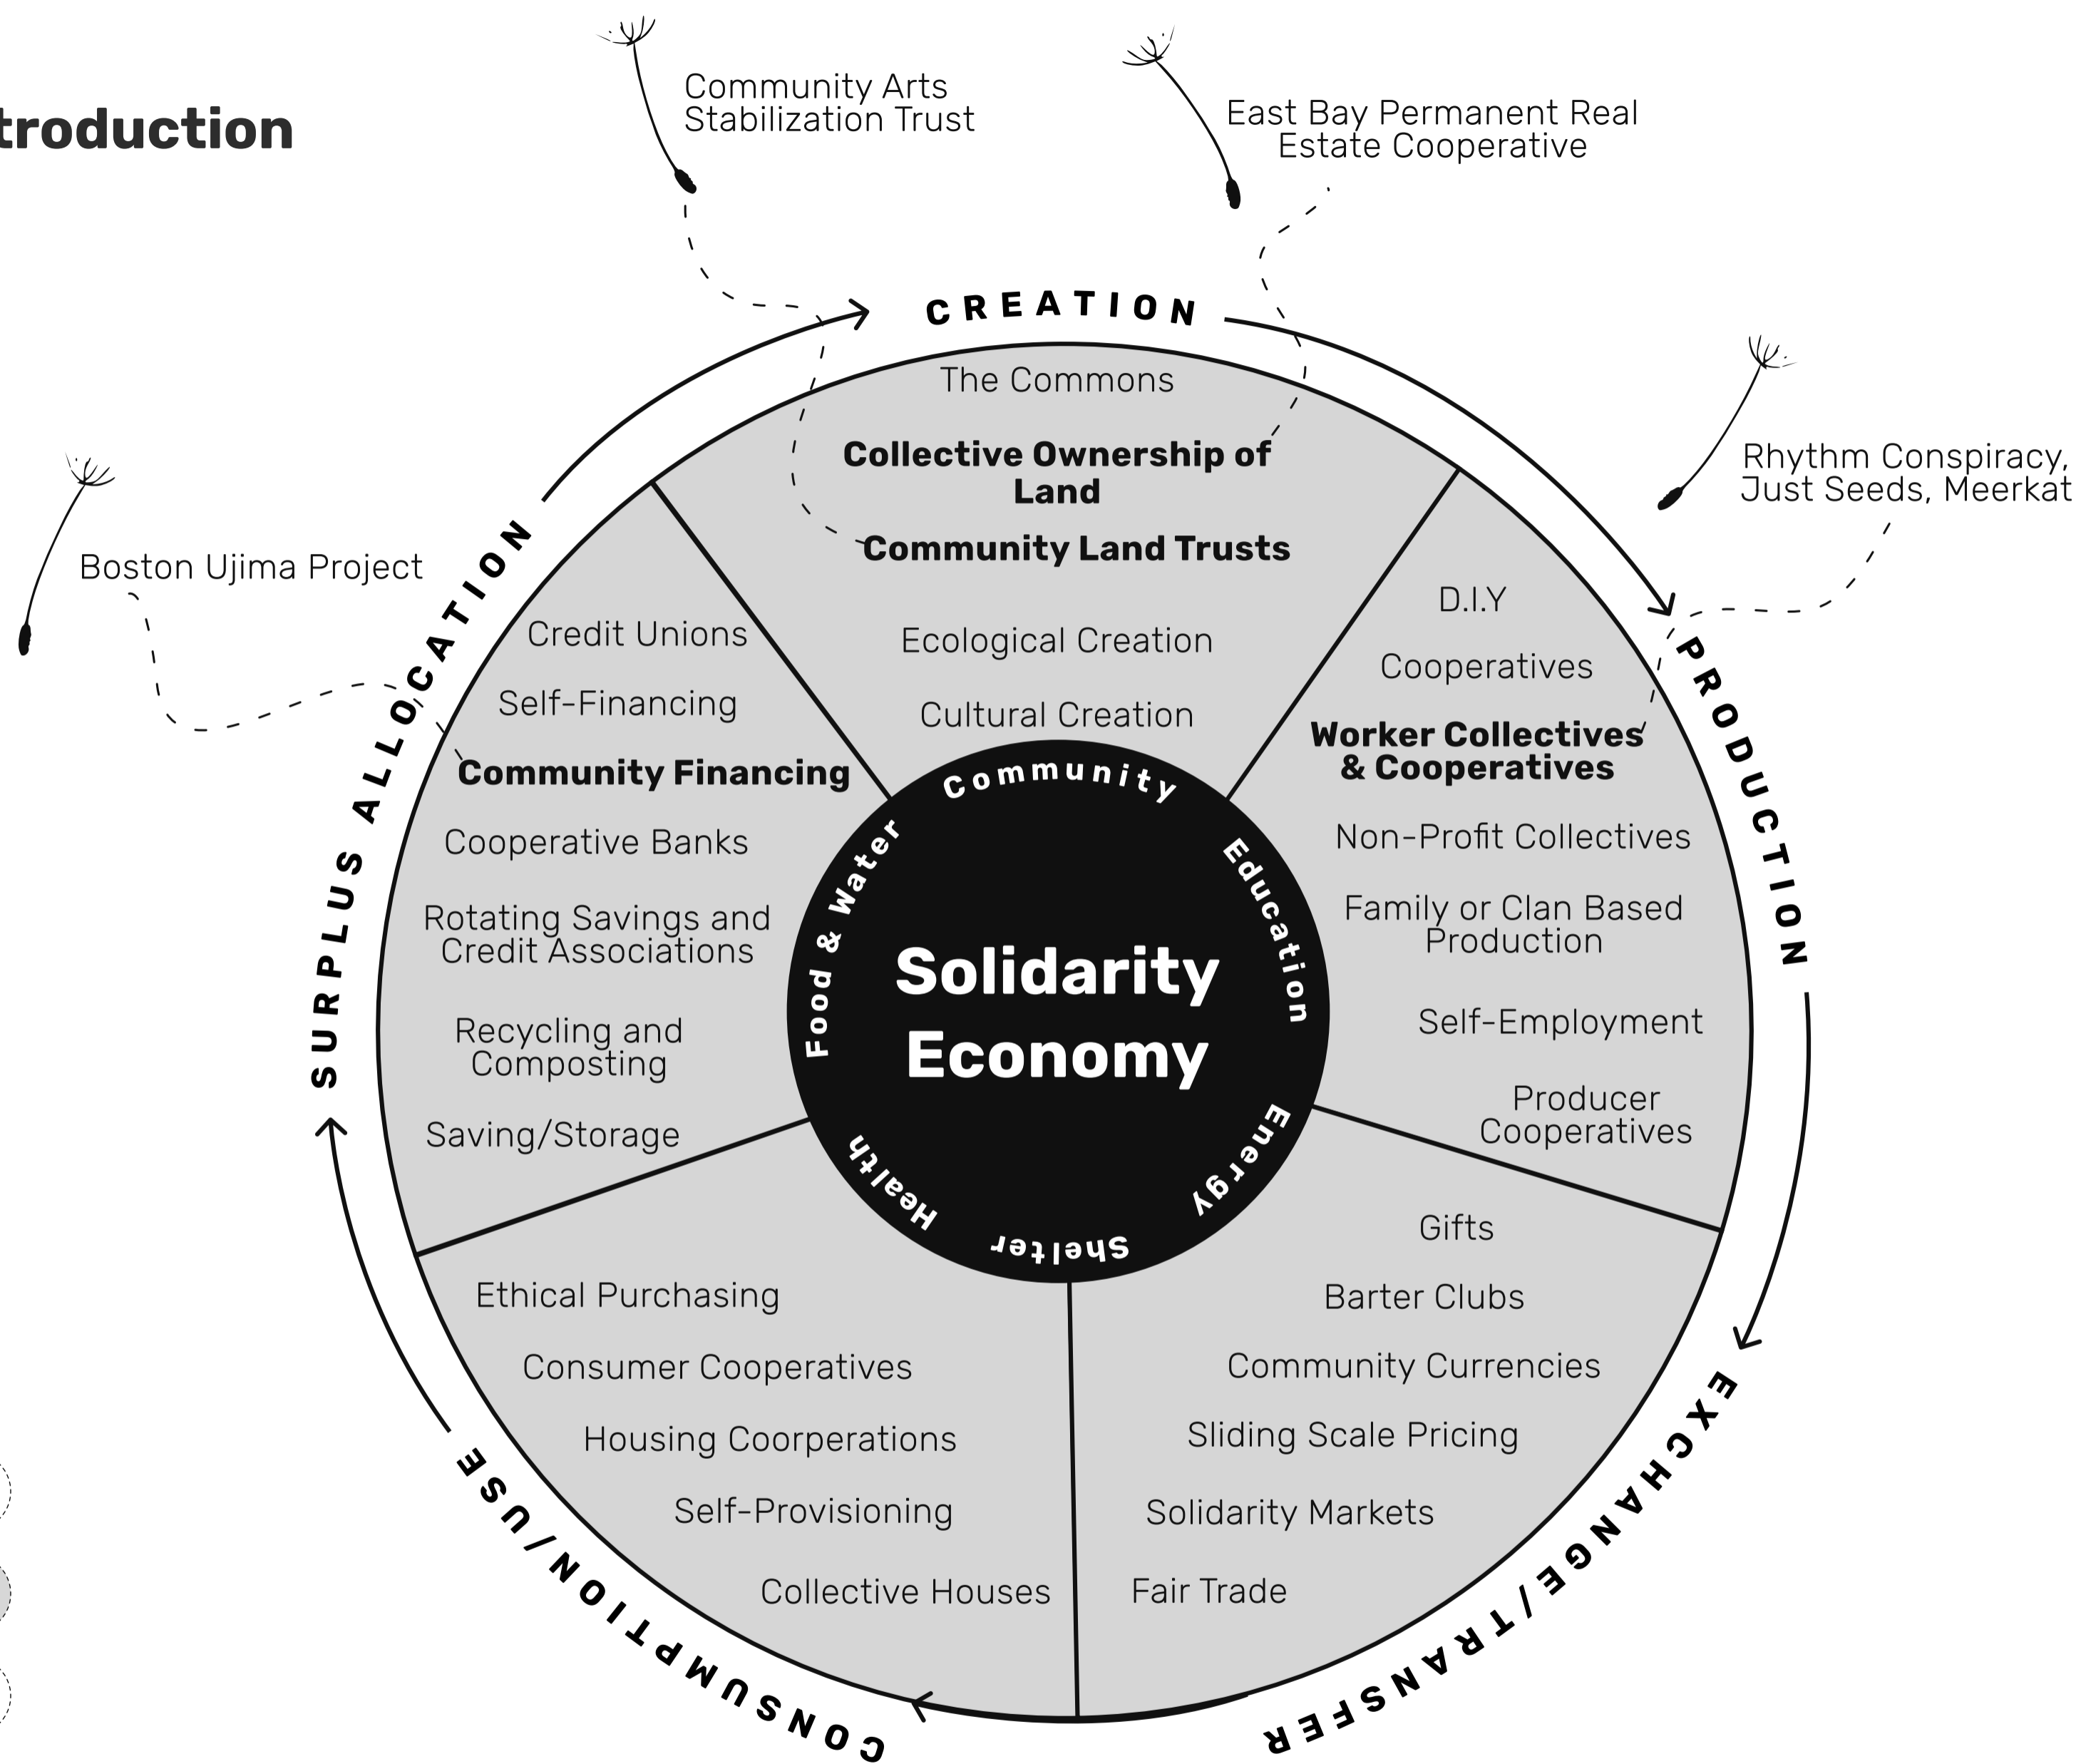 troduction
Community Arts
Stabilization Trust
East Bay Permanent Real
Estate Cooperative
Rhythm Conspiracy,
Just Seeds, Meerkat
Boston Ujima Project
CREATION
The Commons
Collective Ownership of
Land
Community Land Trusts
Ecological Creation
Cultural Creation
PRODUCTION
D.I.Y
Cooperatives
Worker Collectives
& Cooperatives
Non-Profit Collectives
Family or Clan Based
Production
Self-Employment
Producer
Cooperatives
EXCHANGE/TRANSFER
Gifts
Barter Clubs
Community Currencies
Sliding Scale Pricing
Solidarity Markets
Fair Trade
CONSUMPTION/USE
Ethical Purchasing
Consumer Cooperatives
Housing Coorperations
Self-Provisioning
Collective Houses
SURPLUS ALLOCATION
Credit Unions
Self-Financing
Community Financing
Cooperative Banks
Rotating Savings and
Credit Associations
Recycling and
Composting
Saving/Storage
Community
Education
Energy
Shelter
Health
Food & Water
Solidarity
Economy